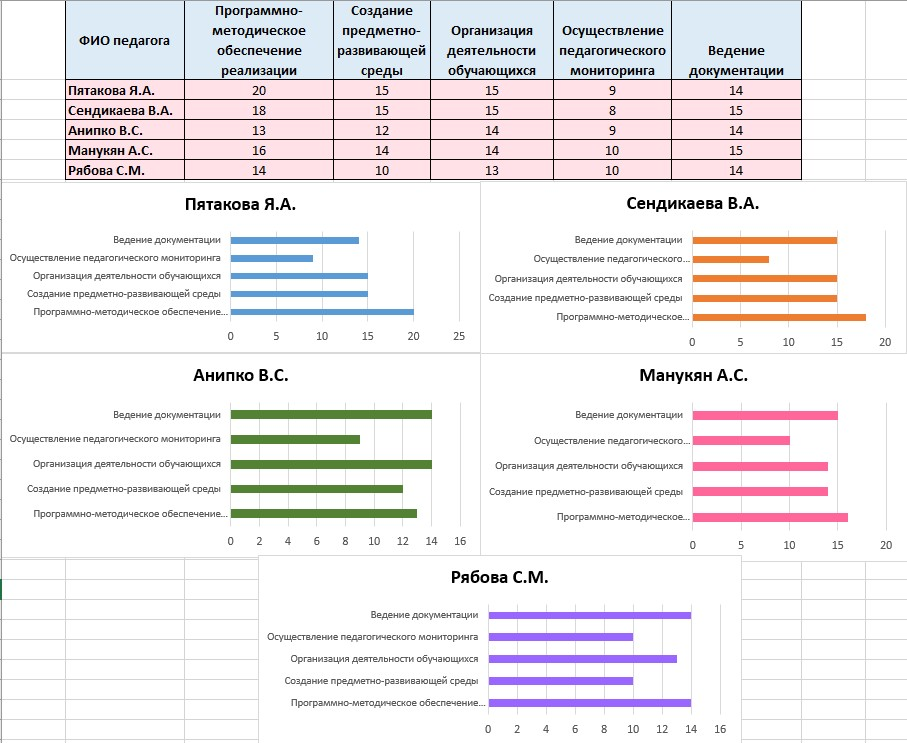 ФИО педагога
Программно-
методическое
обеспечение
реализации
Создание
предметно-
развивающей
среды
Организация
деятельности
обучающихся
Осуществление
педагогического
мониторинга
Ведение
документации
Пятакова Я.А. 20 15 15 9 14
Сендикаева В.А. 18 15 15 8 15
Анипко В.С. 13 12 14 9 14
Манукян А.С. 16 14 14 10 15
Рябова С.М. 14 10 13 10 14
Пятакова Я.А.
Ведение документации
Осуществление педагогического мониторинга
Организация деятельности обучающихся
Создание предметно-развивающей среды
Программно-методическое обеспечение...
0 5 10 15 20 25
Сендикаева В.А.
Ведение документации
Осуществление педагогического...
Организация деятельности обучающихся
Создание предметно-развивающей среды
Программно-методическое...
0 5 10 15 20
Анипко В.С.
Ведение документации
Осуществление педагогического мониторинга
Организация деятельности обучающихся
Создание предметно-развивающей среды
Программно-методическое обеспечение...
0 2 4 6 8 10 12 14 16
Манукян А.С.
Ведение документации
Осуществление педагогического...
Организация деятельности обучающихся
Создание предметно-развивающей среды
Программно-методическое...
0 5 10 15 20
Рябова С.М.
Ведение документации
Осуществление педагогического мониторинга
Организация деятельности обучающихся
Создание предметно-развивающей среды
Программно-методическое обеспечение...
0 2 4 6 8 10 12 14 16